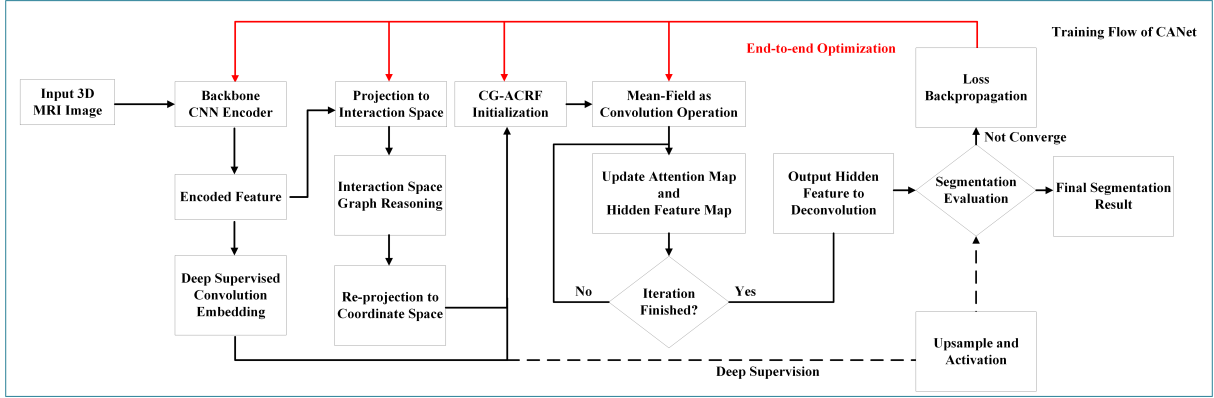 Training Flow of CANet
End-to-end Optimization
Input 3D
MRI Image
Backbone
CNN Encoder
Projection to
Interaction Space
CG-ACRF
Initialization
Mean-Field as
Convolution Operation
Loss
Backpropagation
Not Converge
Encoded Feature
Interaction Space
Graph Reasoning
Update Attention Map
and
Hidden Feature Map
Output Hidden
Feature to
Deconvolution
Segmentation
Evaluation
Final Segmentation
Result
Deep Supervised
Convolution
Embedding
Re-projection to
Coordinate Space
No
Iteration
Finished?
Yes
Upsample and
Activation
Deep Supervision